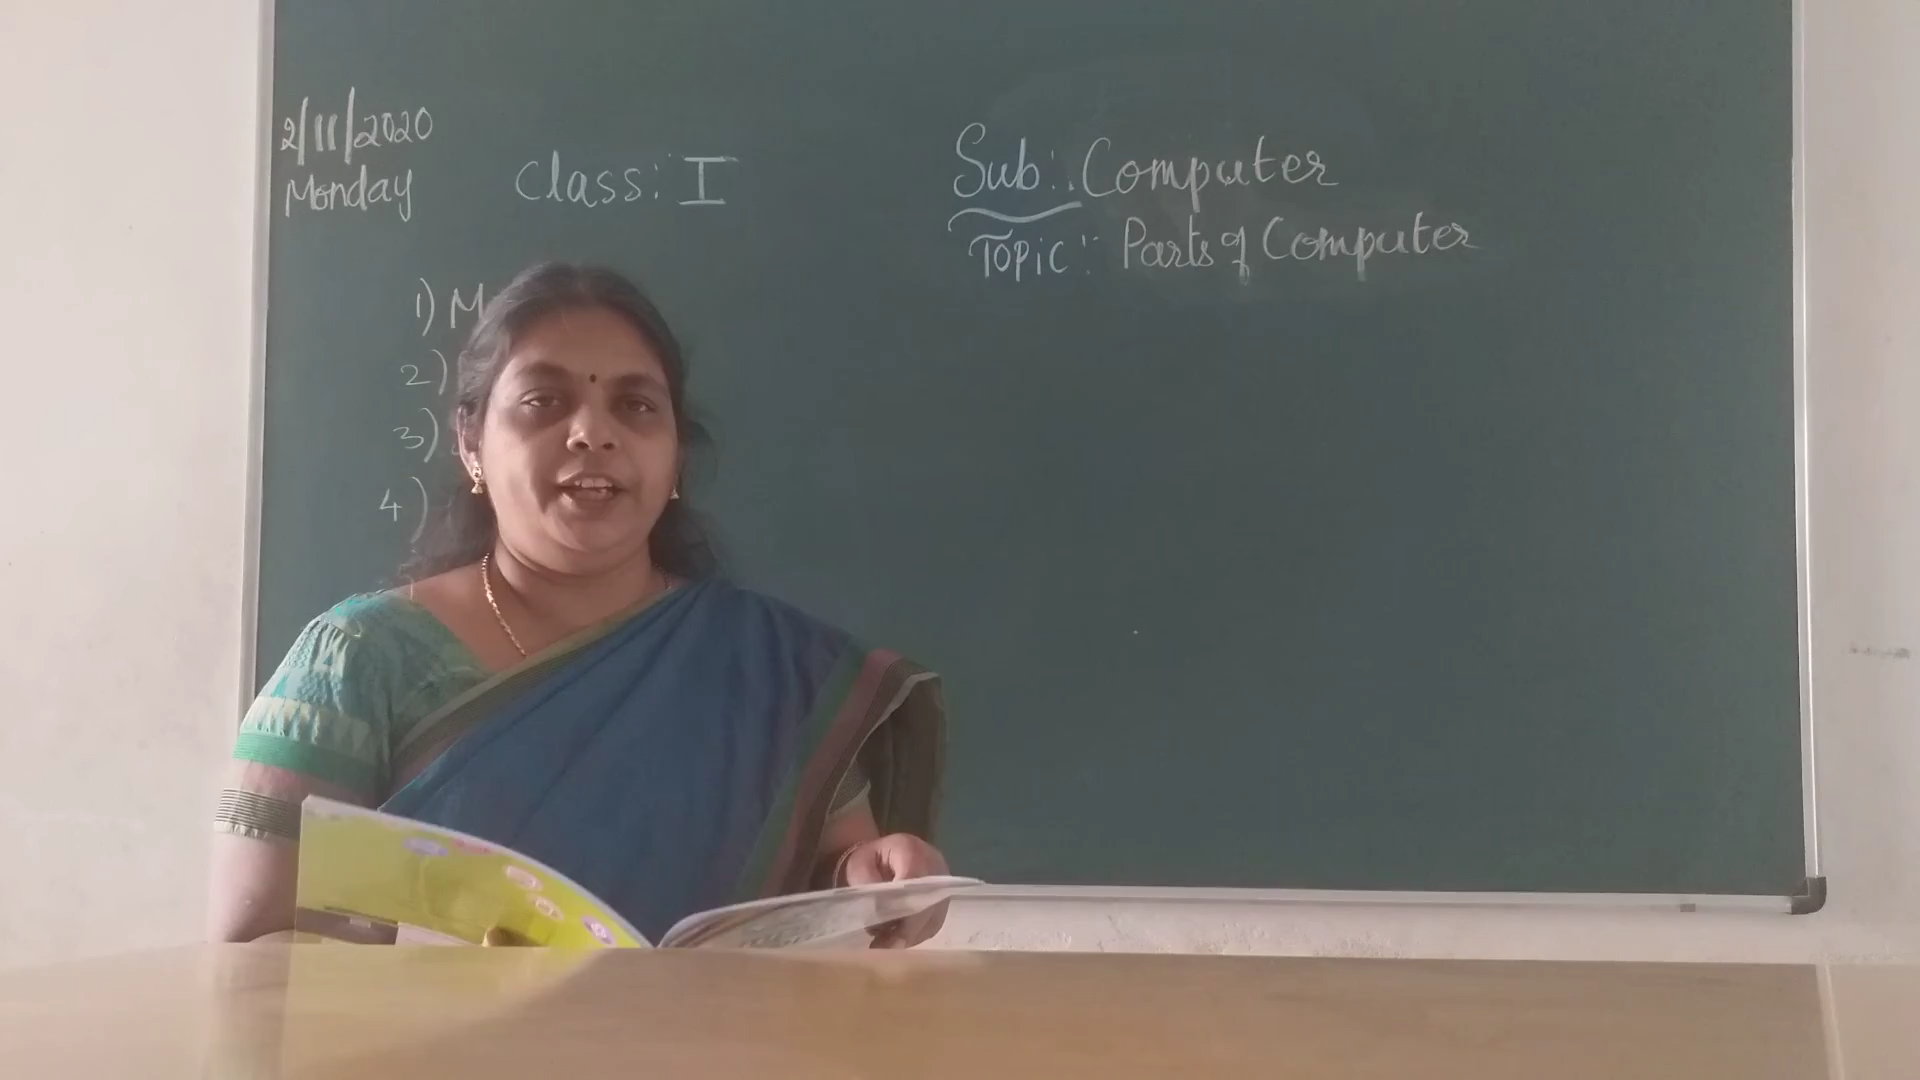 2/11/2020
Monday
Class: I
Sub: Computer
Topic: Parts of Computer
1) M
2)
3)
4)